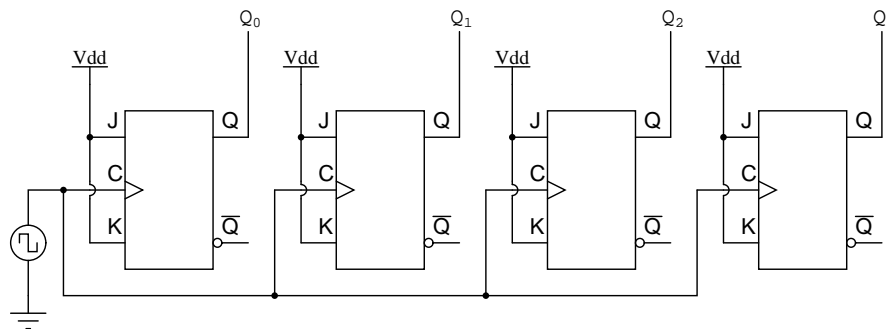 Q0 Q1 Q2 Q
Vdd Vdd Vdd Vdd
J Q J Q J Q J Q
C C C C
K Q̅ K Q̅ K Q̅ K Q̅